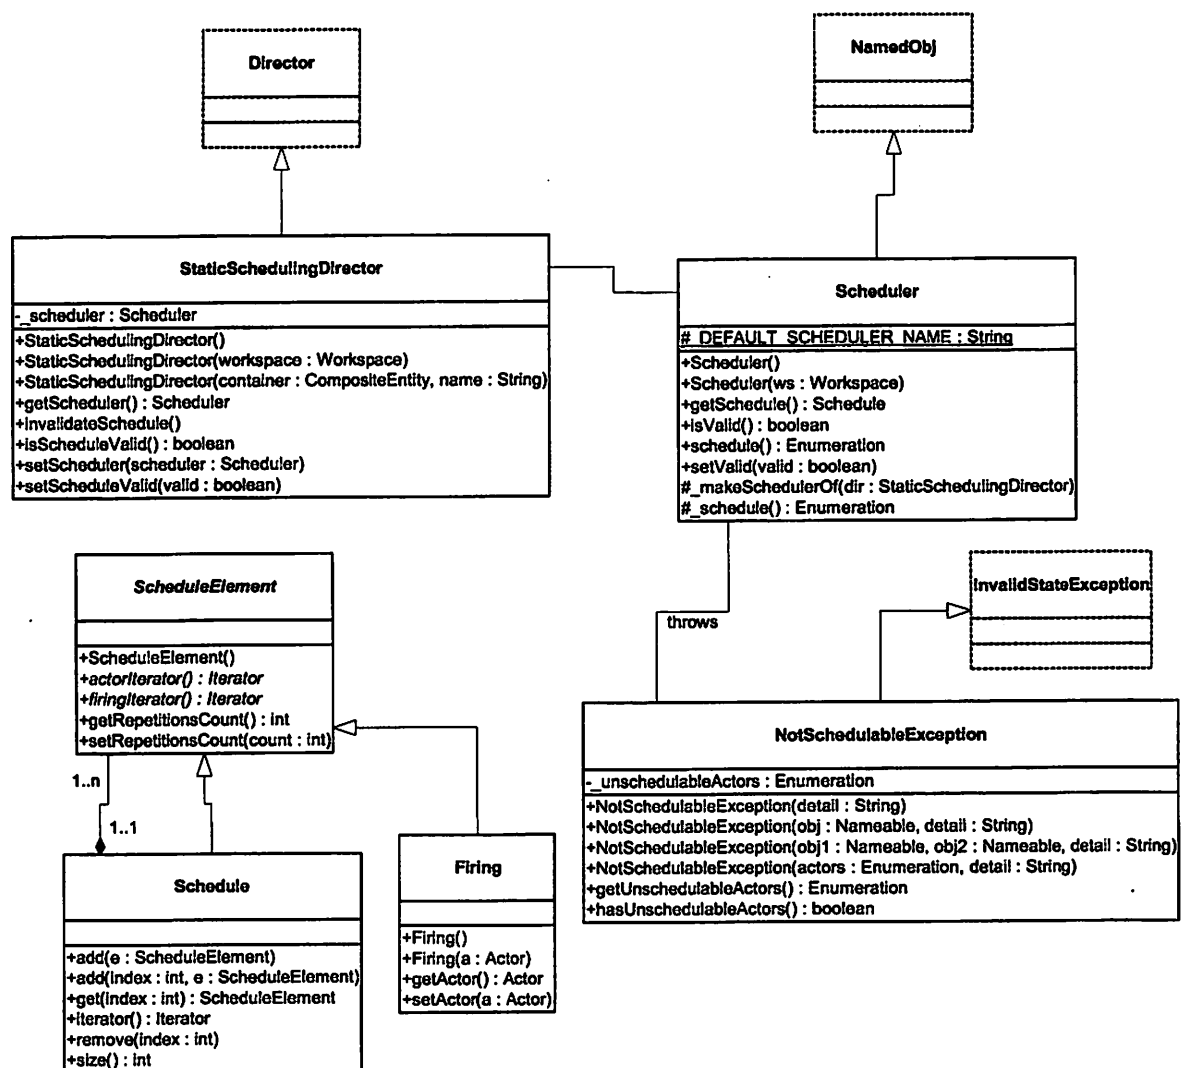 Director
NamedObj
StaticSchedulingDirector
-_scheduler : Scheduler
+StaticSchedulingDirector()
+StaticSchedulingDirector(workspace : Workspace)
+StaticSchedulingDirector(container : CompositeEntity, name : String)
+getScheduler() : Scheduler
+invalidateSchedule()
+isScheduleValid() : boolean
+setScheduler(scheduler : Scheduler)
+setScheduleValid(valid : boolean)
Scheduler
#_DEFAULT_SCHEDULER_NAME : String
+Scheduler()
+Scheduler(ws : Workspace)
+getSchedule() : Schedule
+isValid() : boolean
+schedule() : Enumeration
+setValid(valid : boolean)
#_makeSchedulerOf(dir : StaticSchedulingDirector)
#_schedule() : Enumeration
ScheduleElement
+ScheduleElement()
+actorIterator() : Iterator
+firingIterator() : Iterator
+getRepetitionsCount() : int
+setRepetitionsCount(count : int)
InvalidStateException
throws
NotSchedulableException
-_unschedulableActors : Enumeration
+NotSchedulableException(detail : String)
+NotSchedulableException(obj : Nameable, detail : String)
+NotSchedulableException(obj1 : Nameable, obj2 : Nameable, detail : String)
+NotSchedulableException(actors : Enumeration, detail : String)
+getUnschedulableActors() : Enumeration
+hasUnschedulableActors() : boolean
1..n
1..1
Schedule
+add(e : ScheduleElement)
+add(index : int, e : ScheduleElement)
+get(index : int) : ScheduleElement
+iterator() : Iterator
+remove(index : int)
+size() : int
Firing
+Firing()
+Firing(a : Actor)
+getActor() : Actor
+setActor(a : Actor)